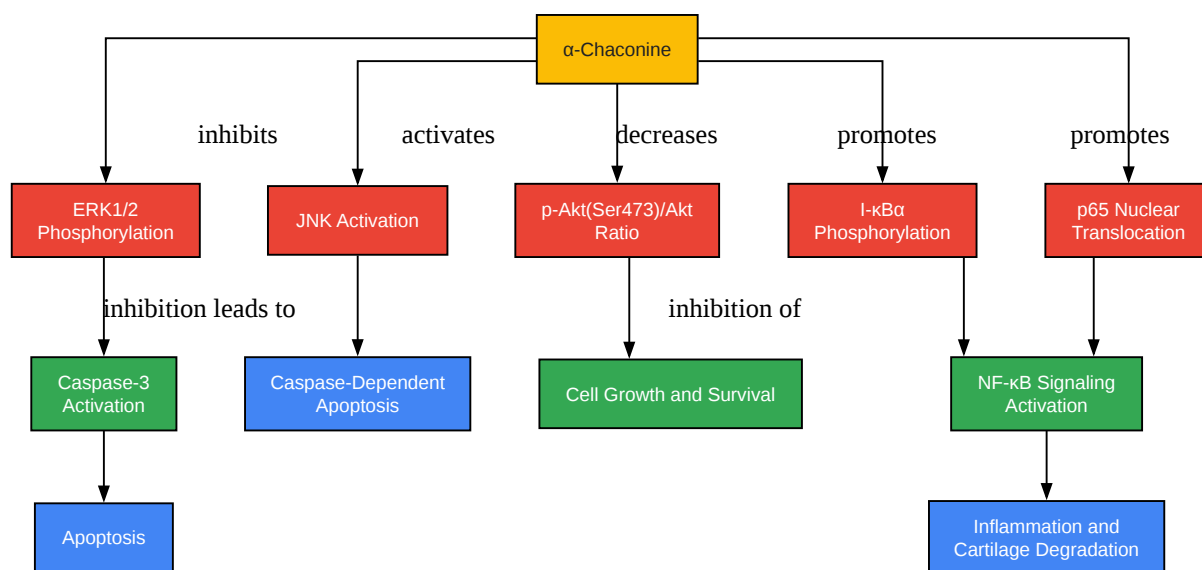 α-Chaconine
inhibits
activates
decreases
promotes
promotes
ERK1/2
Phosphorylation
JNK Activation
p-Akt(Ser473)/Akt
Ratio
I-κBα
Phosphorylation
p65 Nuclear
Translocation
inhibition leads to
inhibition of
Caspase-3
Activation
Caspase-Dependent
Apoptosis
Cell Growth and Survival
NF-κB Signaling
Activation
Apoptosis
Inflammation and
Cartilage Degradation